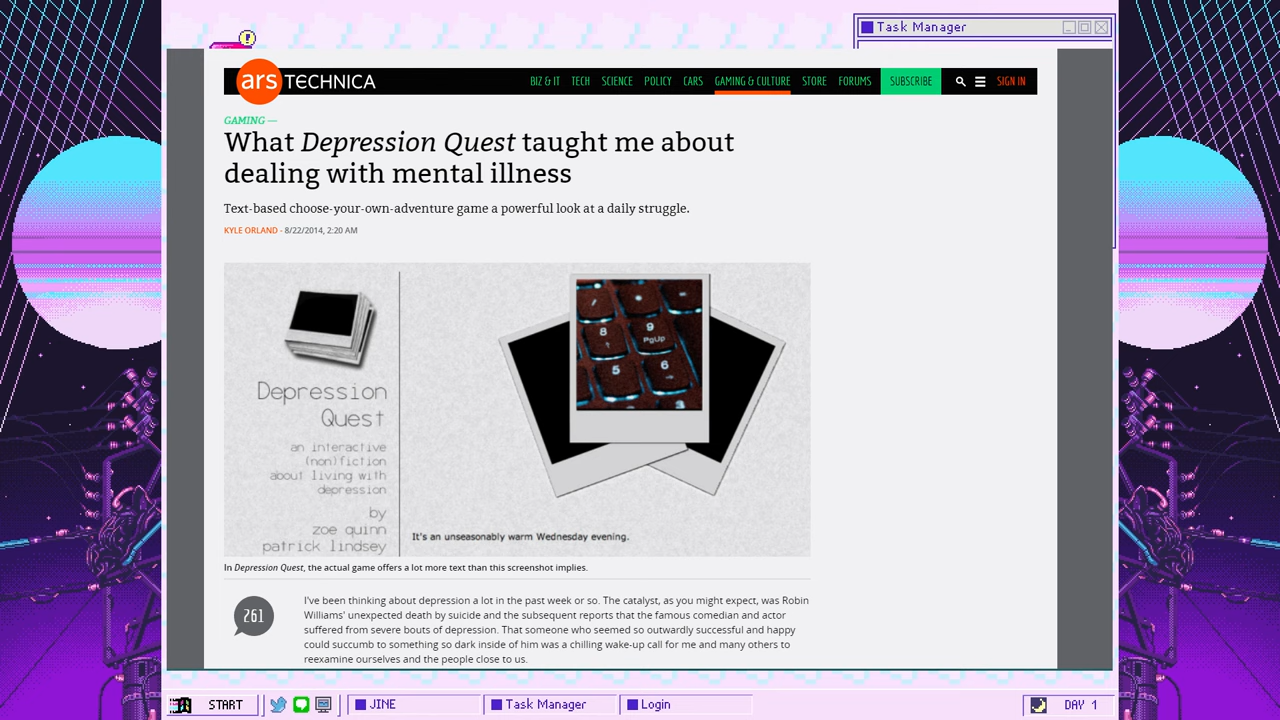 Task Manager
ars TECHNICA
BIZ & IT TECH SCIENCE POLICY CARS GAMING & CULTURE STORE FORUMS SUBSCRIBE SIGN IN
GAMING —
What Depression Quest taught me about
dealing with mental illness
Text-based choose-your-own-adventure game a powerful look at a daily struggle.
KYLE ORLAND - 8/22/2014, 2:20 AM
8
9
PgUp
5
6
3
Depression
Quest
an interactive
(non)fiction
about living with
depression
by
zoe quinn
patrick lindsey
It's an unseasonably warm Wednesday evening.
In Depression Quest, the actual game offers a lot more text than this screenshot implies.
261
I've been thinking about depression a lot in the past week or so. The catalyst, as you might expect, was Robin
Williams' unexpected death by suicide and the subsequent reports that the famous comedian and actor
suffered from severe bouts of depression. That someone who seemed so outwardly successful and happy
could succumb to something so dark inside of him was a chilling wake-up call for me and many others to
reexamine ourselves and the people close to us.
START JINE Task Manager Login DAY 1